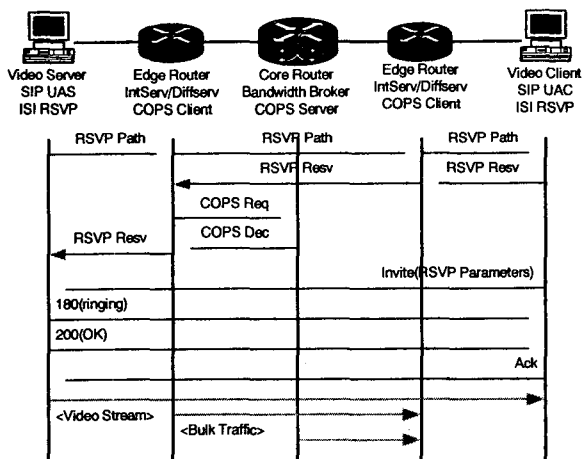 Video Server
SIP UAS
ISI RSVP
Edge Router
IntServ/Diffserv
COPS Client
Core Router
Bandwidth Broker
COPS Server
Edge Router
IntServ/Diffserv
COPS Client
Video Client
SIP UAC
ISI RSVP
RSVP Path
RSVP Path
RSVP Path
RSVP Resv
RSVP Resv
COPS Req
COPS Dec
RSVP Resv
Invite(RSVP Parameters)
180(ringing)
200(OK)
Ack
<Video Stream>
<Bulk Traffic>